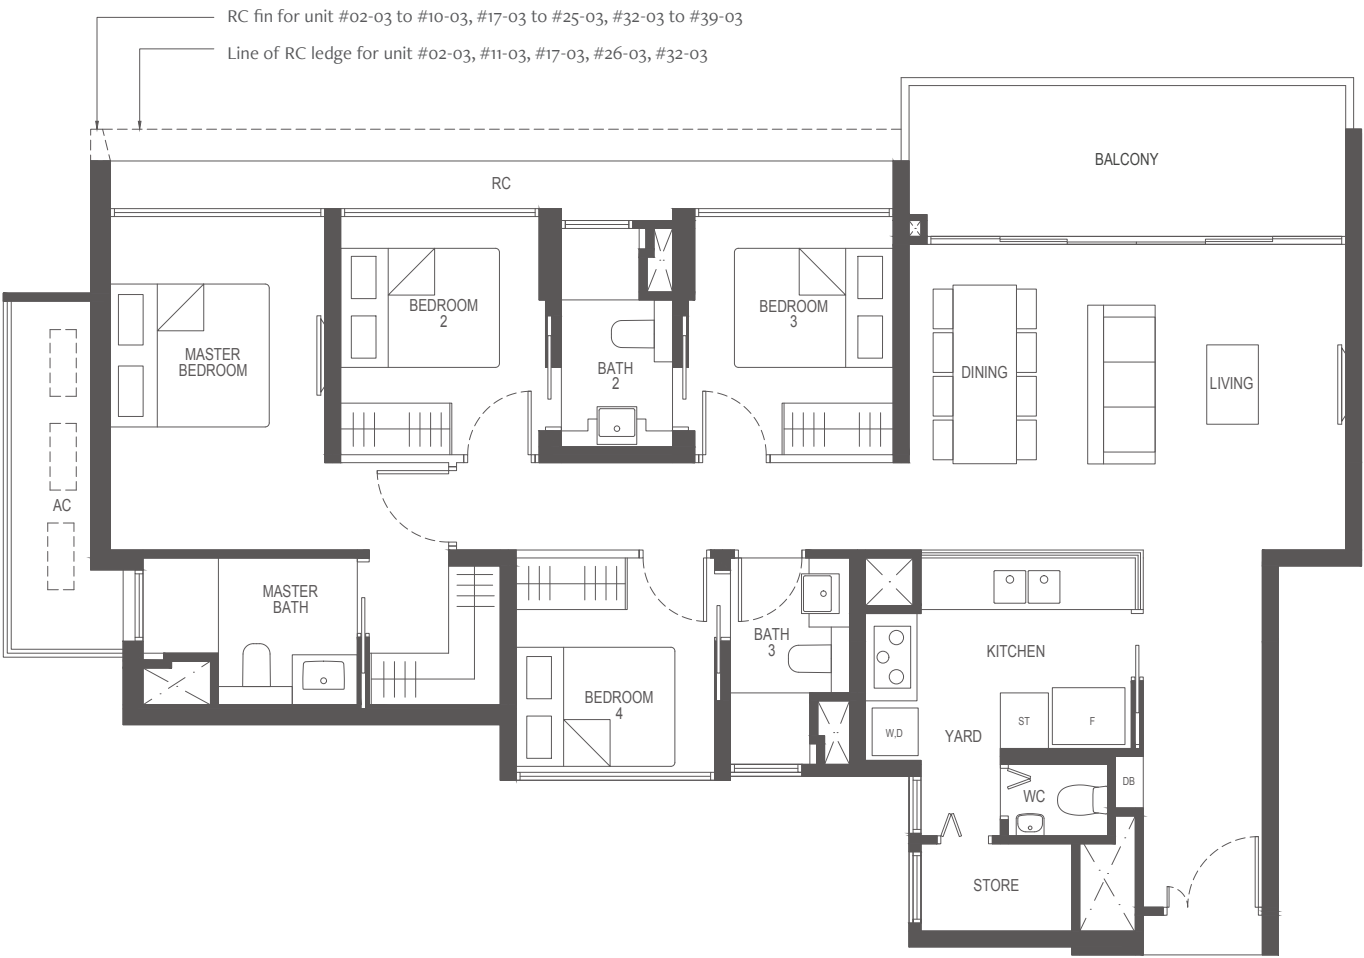 RC fin for unit #02-03 to #10-03, #17-03 to #25-03, #32-03 to #39-03
Line of RC ledge for unit #02-03, #11-03, #17-03, #26-03, #32-03
BALCONY
RC
BEDROOM
2
BEDROOM
3
MASTER
BEDROOM
BATH
2
DINING
LIVING
AC
MASTER
BATH
BATH
3
KITCHEN
BEDROOM
4
ST
F
W,D
YARD
DB
WC
STORE